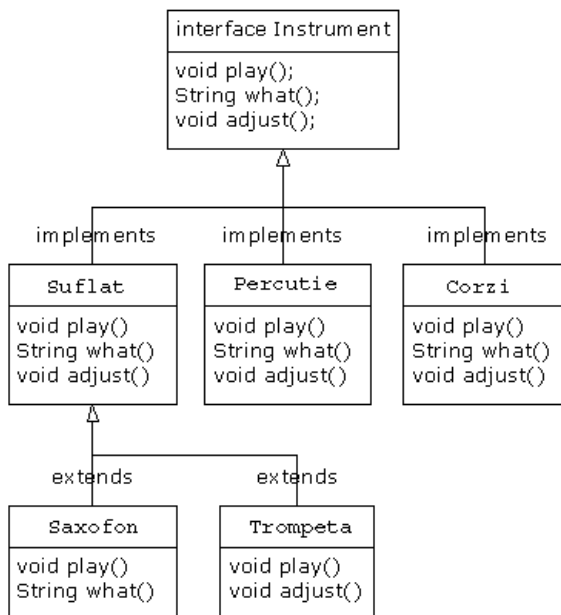 interface Instrument
void play();
String what();
void adjust();
implements
implements
implements
Suflat
void play()
String what()
void adjust()
Percutie
void play()
String what()
void adjust()
Corzi
void play()
String what()
void adjust()
extends
extends
Saxofon
void play()
String what()
Trompeta
void play()
void adjust()